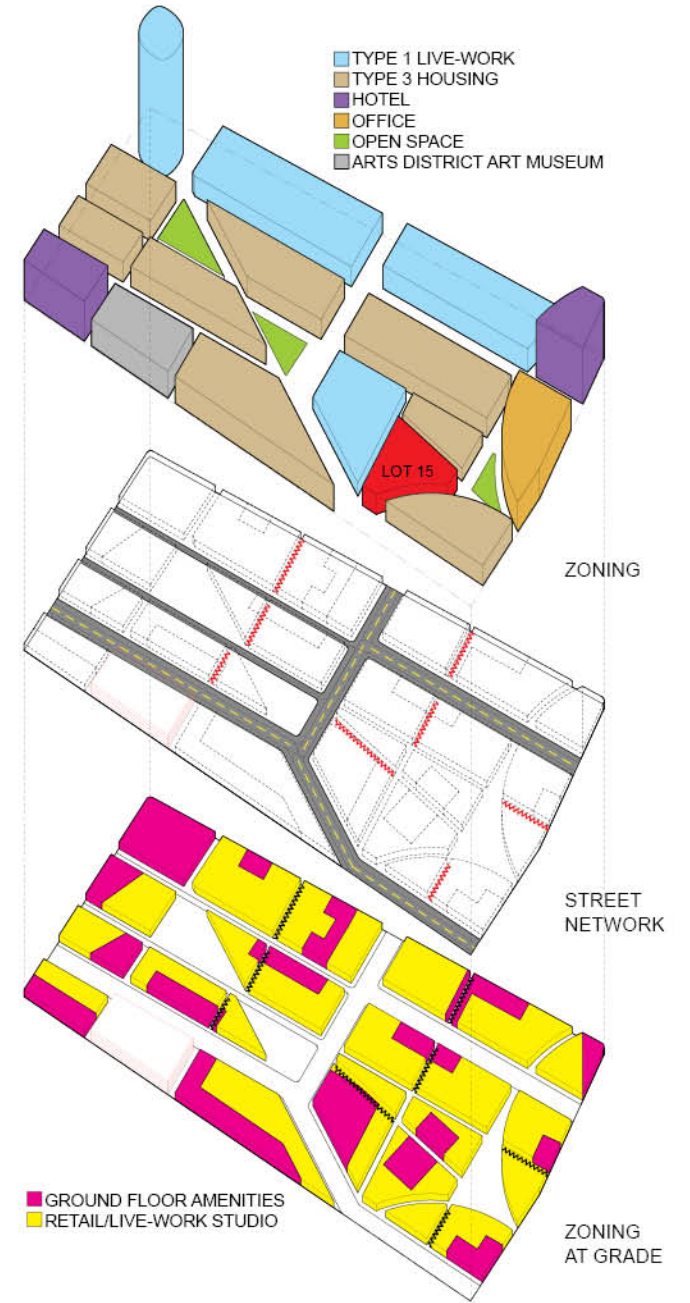 TYPE 1 LIVE-WORK
TYPE 3 HOUSING
HOTEL
OFFICE
OPEN SPACE
ARTS DISTRICT ART MUSEUM
LOT 15
ZONING
STREET
NETWORK
GROUND FLOOR AMENITIES
RETAIL/LIVE-WORK STUDIO
ZONING
AT GRADE